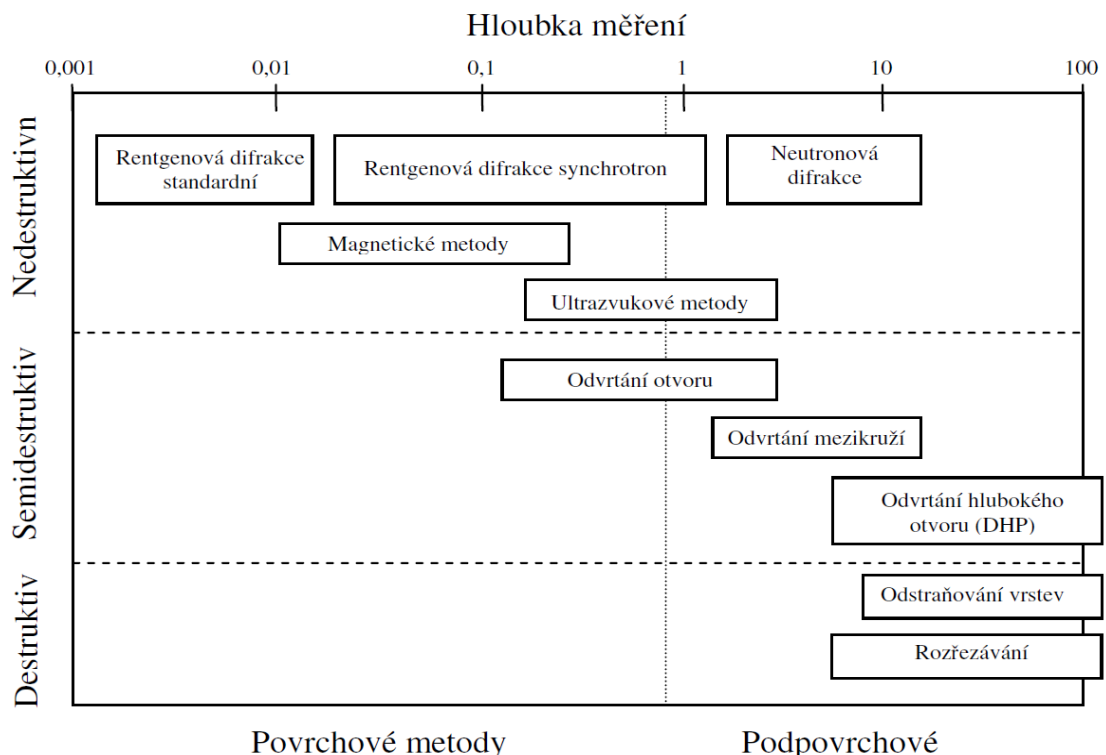 Hloubka měření
0,001 0,01 0,1 1 10 100
Nedestruktivn
Rentgenová difrakce
standardní
Rentgenová difrakce synchrotron
Neutronová
difrakce
Magnetické metody
Ultrazvukové metody
Semidestruktiv
Odvrtání otvoru
Odvrtání mezikruží
Odvrtání hlubokého
otvoru (DHP)
Destruktiv
Odstraňování vrstev
Rozřezávání
Povrchové metody
Podpovrchové